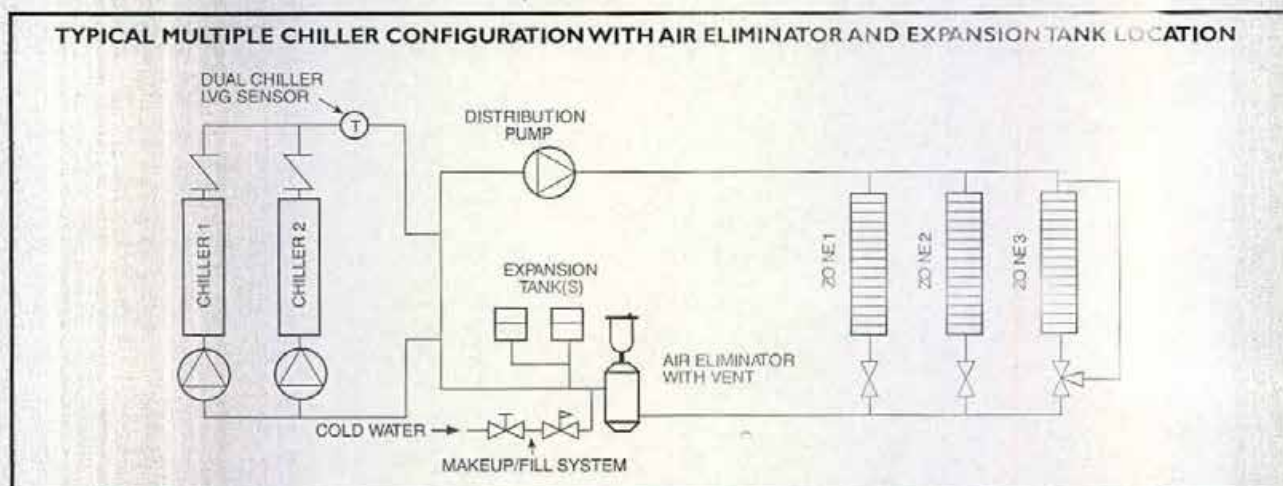 TYPICAL MULTIPLE CHILLER CONFIGURATION WITH AIR ELIMINATOR AND EXPANSION TANK LOCATION
DUAL CHILLER
LVG SENSOR
T
DISTRIBUTION
PUMP
CHILLER 1
CHILLER 2
ZONE 1
ZONE 2
ZONE 3
EXPANSION
TANK(S)
AIR ELIMINATOR
WITH VENT
COLD WATER
MAKEUP/FILL SYSTEM